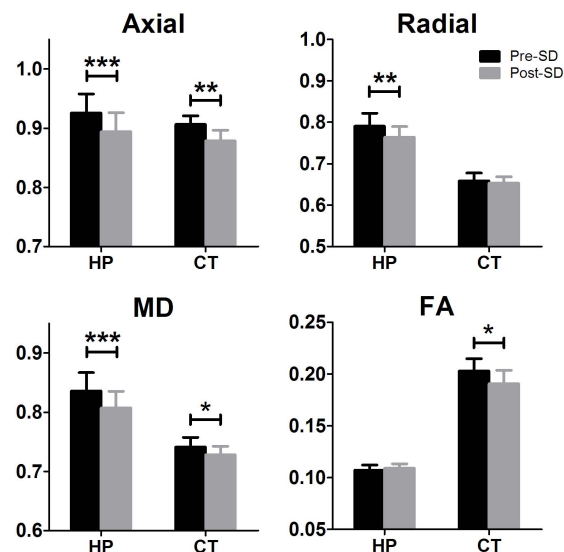 Axial
Radial
1.0
0.9
0.8
0.7
***
**
HP
CT
1.0
0.9
0.8
0.7
0.6
0.5
**
Pre-SD
Post-SD
HP
CT
MD
FA
0.9
0.8
0.7
0.6
***
*
HP
CT
0.25
0.20
0.15
0.10
0.05
*
HP
CT